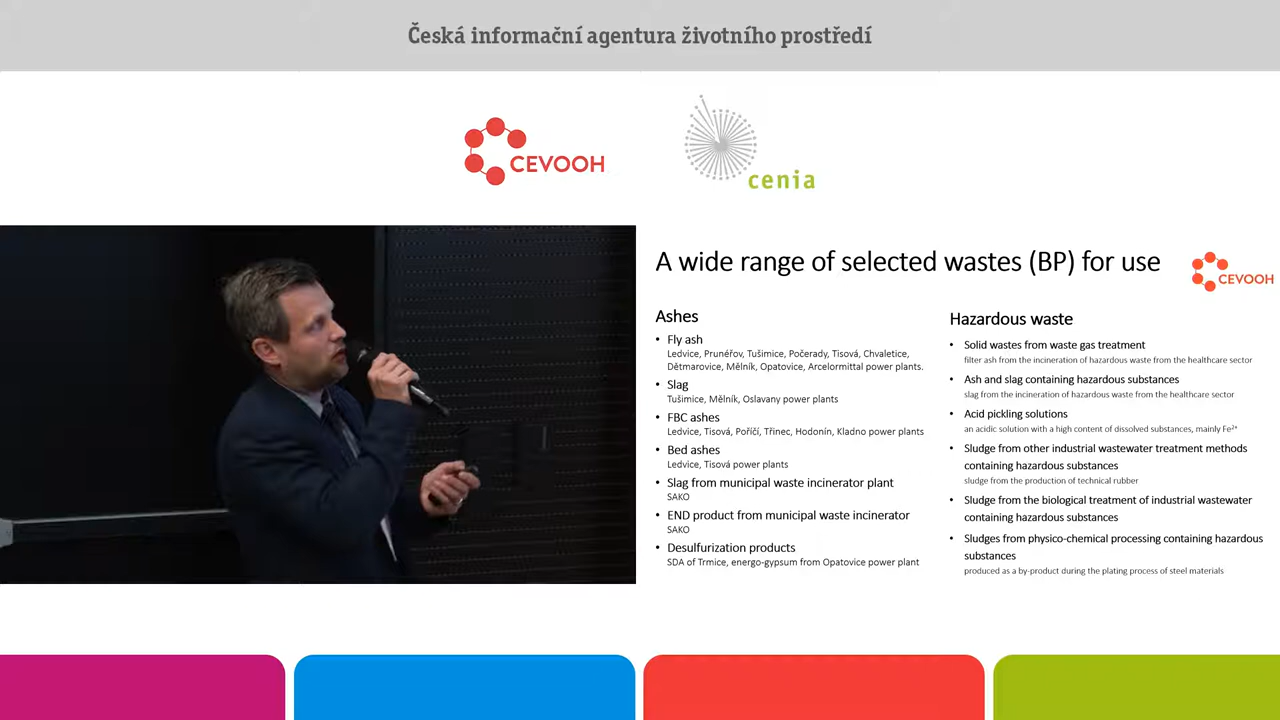 Česká informační agentura životního prostředí
CEVOOH
cenia
A wide range of selected wastes (BP) for use
CEVOOH
Ashes
• Fly ash
Ledvice, Prunéřov, Tušimice, Počerady, Tisová, Chvaletice,
Dětmarovice, Mělník, Opatovice, Arcelormittal power plants.
• Slag
Tušimice, Mělník, Oslavany power plants
• FBC ashes
Ledvice, Tisová, Poříčí, Třinec, Hodonín, Kladno power plants
• Bed ashes
Ledvice, Tisová power plants
• Slag from municipal waste incinerator plant
SAKO
• END product from municipal waste incinerator
SAKO
• Desulfurization products
SDA of Trmice, energo-gypsum from Opatovice power plant
Hazardous waste
• Solid wastes from waste gas treatment
filter ash from the incineration of hazardous waste from the healthcare sector
• Ash and slag containing hazardous substances
slag from the incineration of hazardous waste from the healthcare sector
• Acid pickling solutions
an acidic solution with a high content of dissolved substances, mainly Fe²⁺
• Sludge from other industrial wastewater treatment methods
containing hazardous substances
sludge from the production of technical rubber
• Sludge from the biological treatment of industrial wastewater
containing hazardous substances
• Sludges from physico-chemical processing containing hazardous
substances
produced as a by-product during the plating process of steel materials